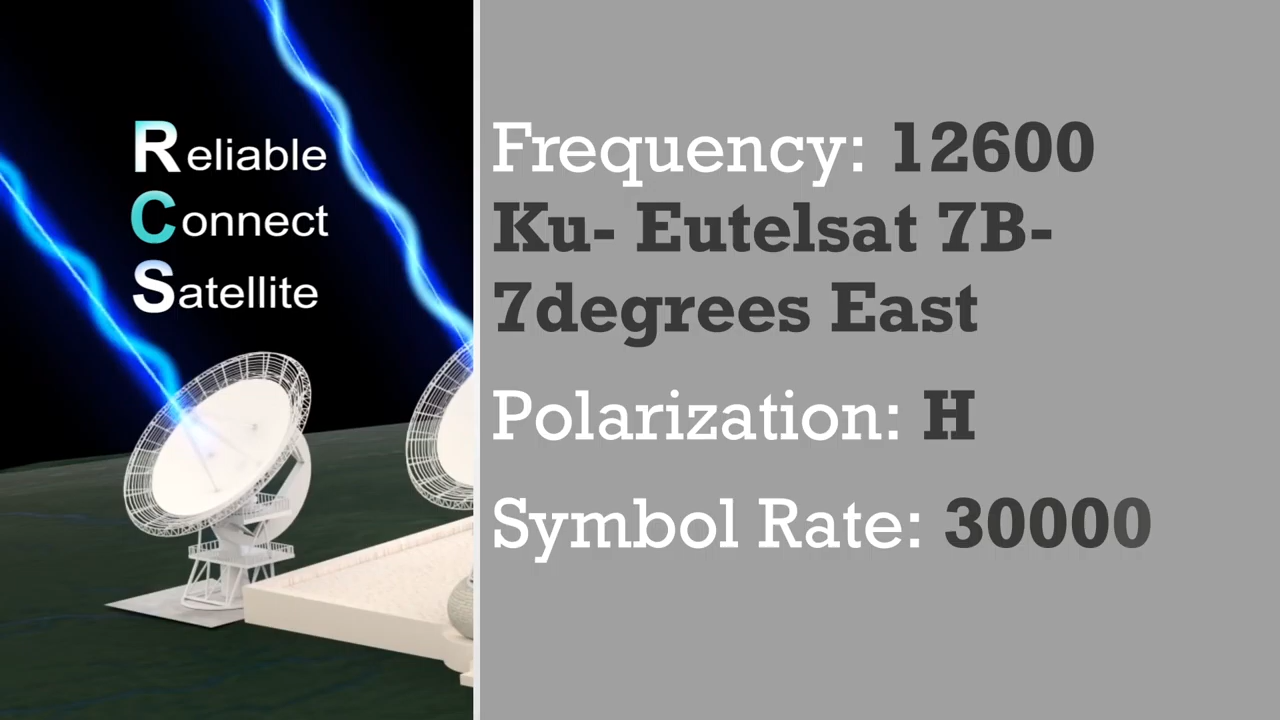 Reliable
Connect
Satellite
Frequency: 12600
Ku- Eutelsat 7B-
7degrees East
Polarization: H
Symbol Rate: 30000